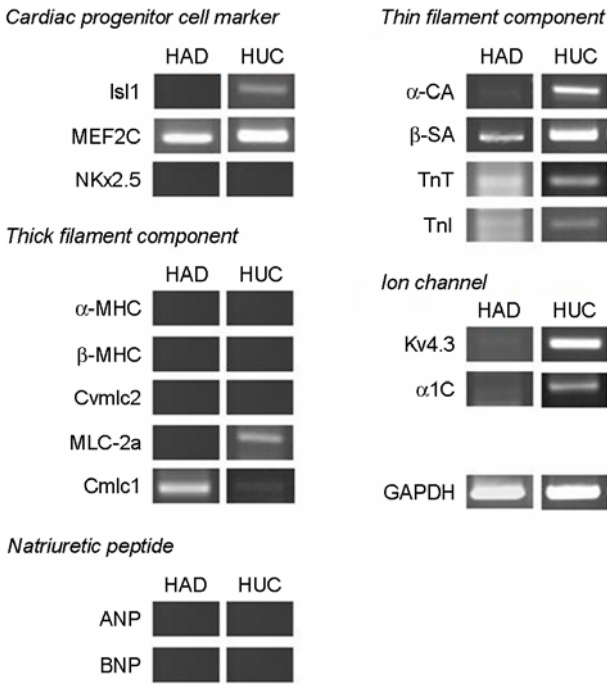 Cardiac progenitor cell marker
HAD HUC
Isl1
MEF2C
NKx2.5
Thick filament component
HAD HUC
α-MHC
β-MHC
Cvmlc2
MLC-2a
Cmlc1
Natriuretic peptide
HAD HUC
ANP
BNP
Thin filament component
HAD HUC
α-CA
β-SA
TnT
TnI
Ion channel
HAD HUC
Kv4.3
α1C
GAPDH